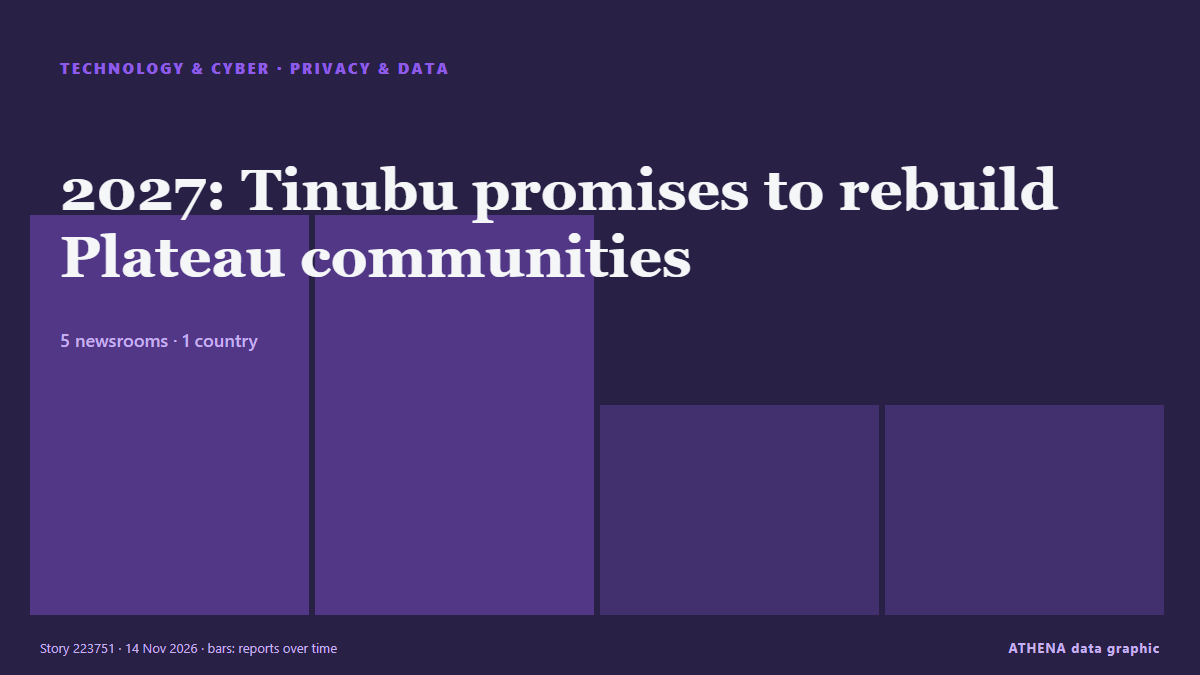 TECHNOLOGY & CYBER · PRIVACY & DATA
2027: Tinubu promises to rebuild
Plateau communities
5 newsrooms · 1 country
Story 223751 · 14 Nov 2026 · bars: reports over time
ATHENA data graphic